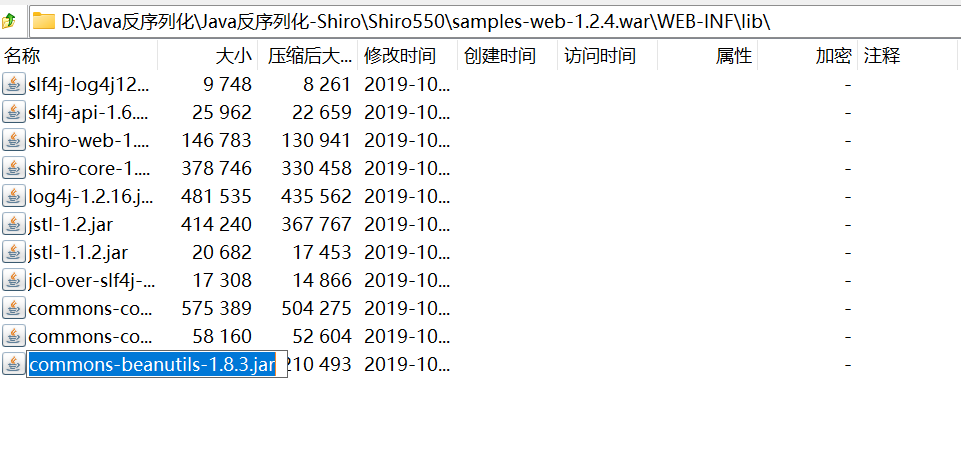 D:\Java反序列化\Java反序列化-Shiro\Shiro550\samples-web-1.2.4.war\WEB-INF\lib\
名称 大小 压缩后大... 修改时间 创建时间 访问时间 属性 加密 注释
slf4j-log4j12... 9 748 8 261 2019-10... -
slf4j-api-1.6.... 25 962 22 659 2019-10... -
shiro-web-1.... 146 783 130 941 2019-10... -
shiro-core-1.... 378 746 330 458 2019-10... -
log4j-1.2.16.j... 481 535 435 562 2019-10... -
jstl-1.2.jar 414 240 367 767 2019-10... -
jstl-1.1.2.jar 20 682 17 453 2019-10... -
jcl-over-slf4j-... 17 308 14 866 2019-10... -
commons-co... 575 389 504 275 2019-10... -
commons-co... 58 160 52 604 2019-10... -
commons-beanutils-1.8.3.jar 210 493 2019-10... -